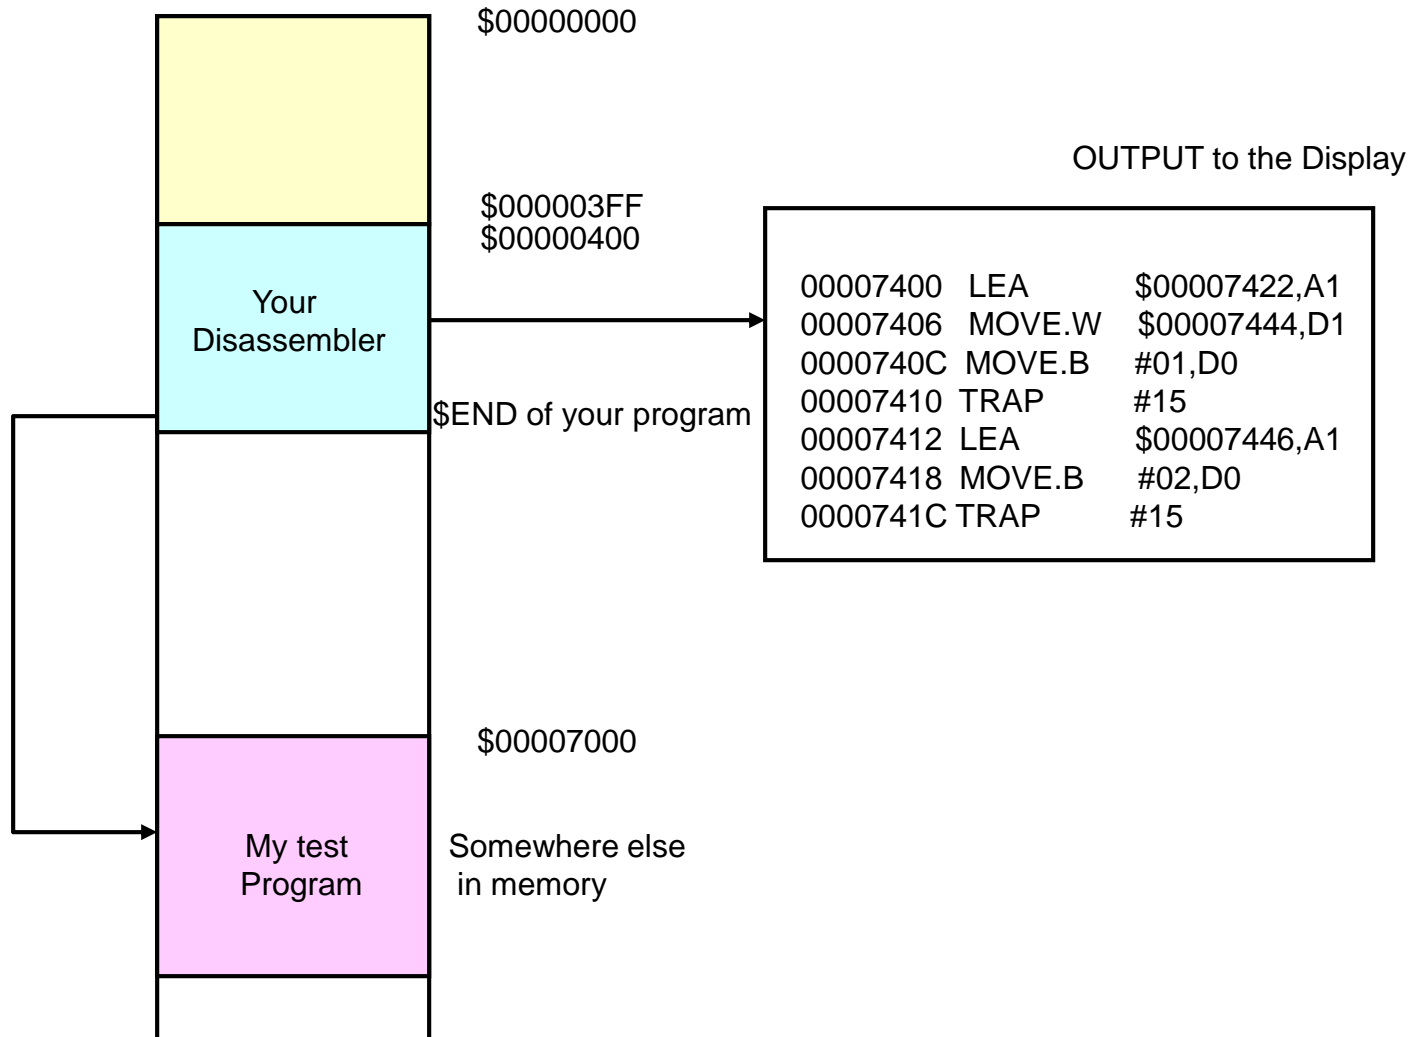 $00000000
OUTPUT to the Display
$000003FF
$00000400
Your
Disassembler
00007400 LEA $00007422,A1
00007406 MOVE.W $00007444,D1
0000740C MOVE.B #01,D0
00007410 TRAP #15
00007412 LEA $00007446,A1
00007418 MOVE.B #02,D0
0000741C TRAP #15
$END of your program
$00007000
My test
Program
Somewhere else
in memory